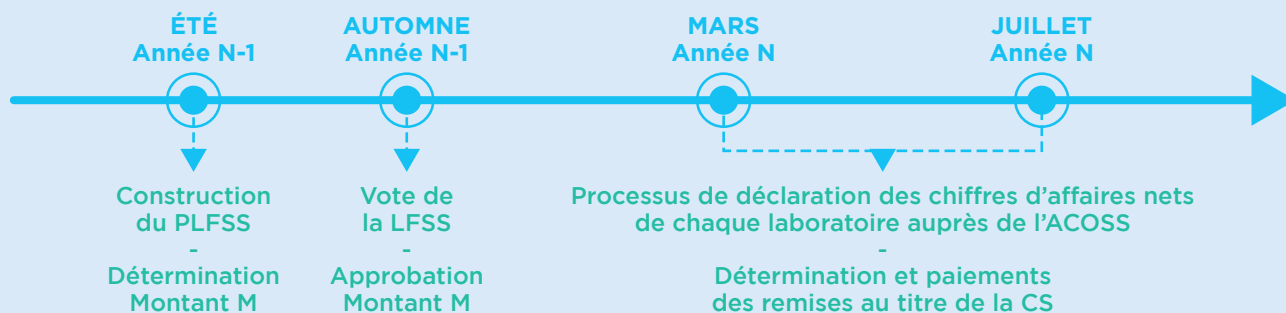 ÉTÉ
Année N-1
AUTOMNE
Année N-1
MARS
Année N
JUILLET
Année N
Construction
du PLFSS
-
Détermination
Montant M
Vote de
la LFSS
-
Approbation
Montant M
Processus de déclaration des chiffres d’affaires nets
de chaque laboratoire auprès de l’ACOSS
-
Détermination et paiements
des remises au titre de la CS